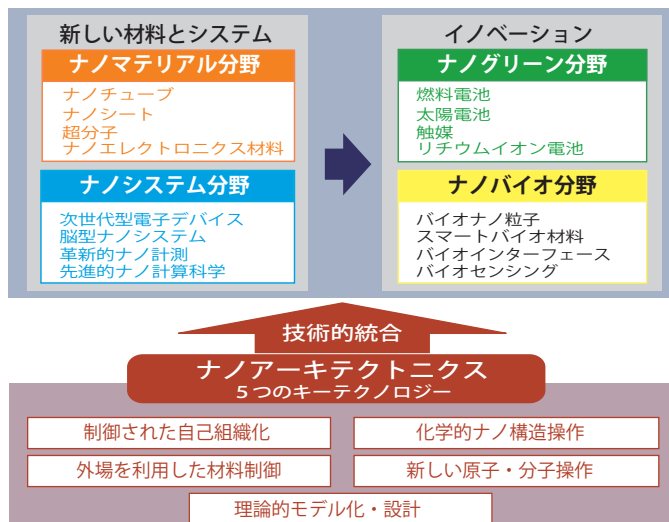 新しい材料とシステム
ナノマテリアル分野
ナノチューブ
ナノシート
超分子
ナノエレクトロニクス材料
ナノシステム分野
次世代型電子デバイス
脳型ナノシステム
革新的ナノ計測
先進的ナノ計算科学
イノベーション
ナノグリーン分野
燃料電池
太陽電池
触媒
リチウムイオン電池
ナノバイオ分野
バイオナノ粒子
スマートバイオ材料
バイオインターフェース
バイオセンシング
技術的統合
ナノアーキテクトニクス
5つのキーテクノロジー
制御された自己組織化
化学的ナノ構造操作
外場を利用した材料制御
新しい原子・分子操作
理論的モデル化・設計